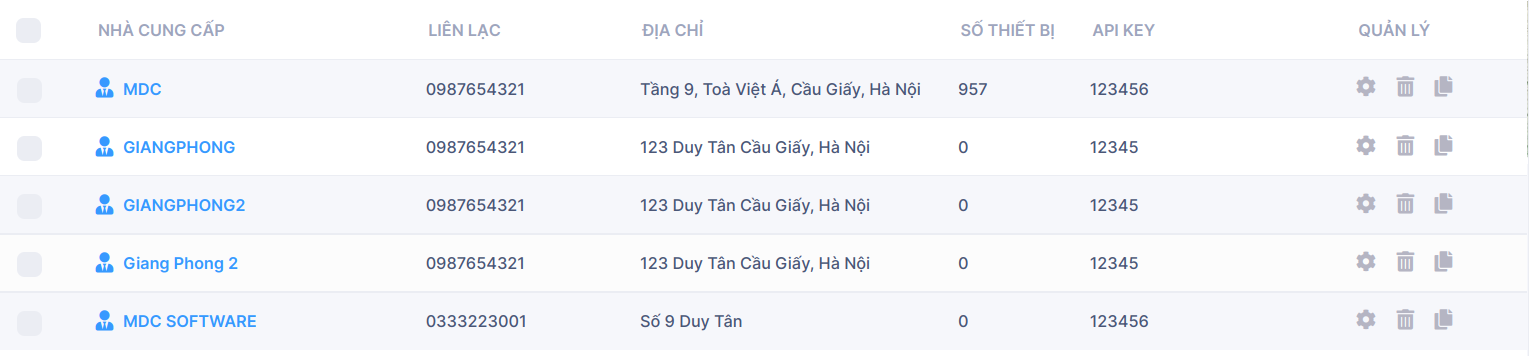 NHÀ CUNG CẤP LIÊN LẠC ĐỊA CHỈ SỐ THIẾT BỊ API KEY QUẢN LÝ
MDC 0987654321 Tầng 9, Toà Việt Á, Cầu Giấy, Hà Nội 957 123456
GIANGPHONG 0987654321 123 Duy Tân Cầu Giấy, Hà Nội 0 12345
GIANGPHONG2 0987654321 123 Duy Tân Cầu Giấy, Hà Nội 0 12345
Giang Phong 2 0987654321 123 Duy Tân Cầu Giấy, Hà Nội 0 12345
MDC SOFTWARE 0333223001 Số 9 Duy Tân 0 123456